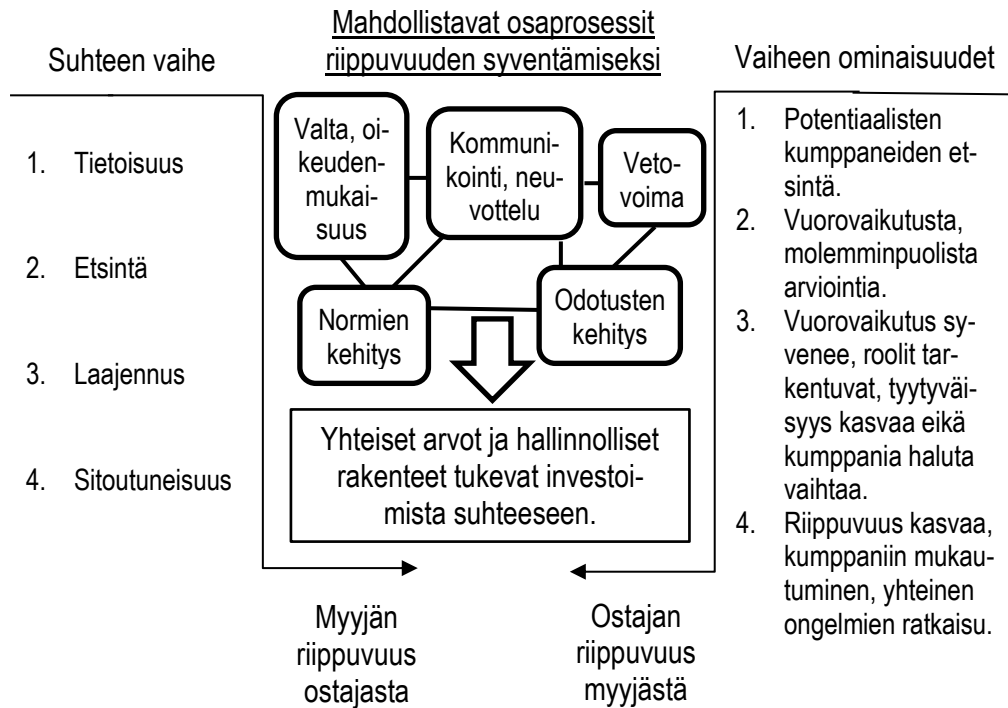 Suhteen vaihe
1. Tietoisuus
2. Etsintä
3. Laajennus
4. Sitoutuneisuus
Mahdollistavat osaprosessit
riippuvuuden syventämiseksi
Valta, oi-
keuden-
mukai-
suus
Kommuni-
kointi, neu-
vottelu
Veto-
voima
Normien
kehitys
Odotusten
kehitys
Yhteiset arvot ja hallinnolliset
rakenteet tukevat investoi-
mista suhteeseen.
Myyjän
riippuvuus
ostajasta
Ostajan
riippuvuus
myyjästä
Vaiheen ominaisuudet
1. Potentiaalisten
kumppaneiden et-
sintä.
2. Vuorovaikutusta,
molemminpuolista
arviointia.
3. Vuorovaikutus sy-
venee, roolit tar-
kentuvat, tyytyväi-
syys kasvaa eikä
kumppania haluta
vaihtaa.
4. Riippuvuus kasvaa,
kumppaniin mukau-
tuminen, yhteinen
ongelmien ratkaisu.